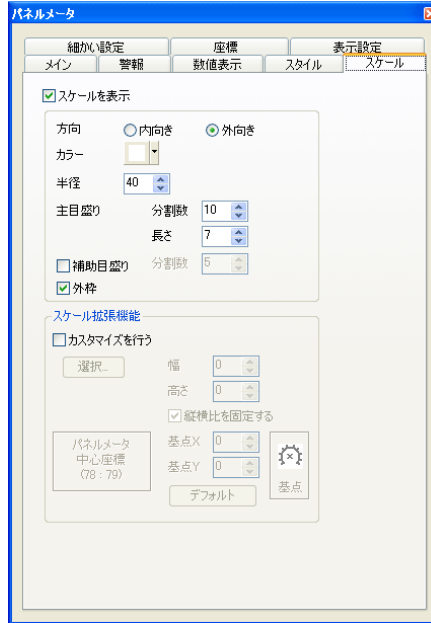 パネルメータ
細かい設定 座標 表示設定
メイン 警報 数値表示 スタイル スケール
スケールを表示
方向 内向き 外向き
カラー
半径 40
主目盛り 分割数 10
長さ 7
補助目盛り 分割数 5
外枠
スケール拡張機能
カスタマイズを行う
選択... 幅 0
高さ 0
縦横比を固定する
パネルメータ
中心座標
(78 : 79)
基点X 0
基点Y 0
基点
デフォルト